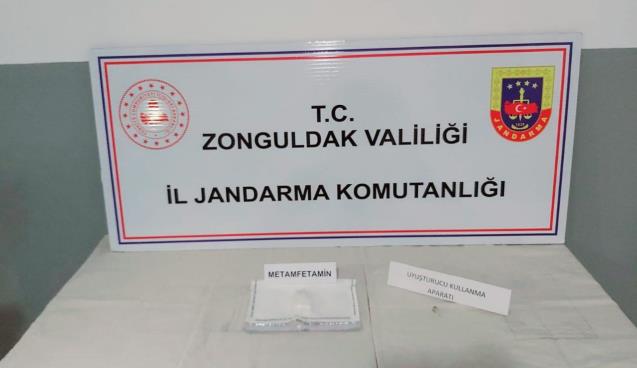 T.C.
ZONGULDAK VALİLİĞİ
İL JANDARMA KOMUTANLIĞI
JANDARMA
METAMFETAMİN
UYUŞTURUCU KULLANMA
APARATI